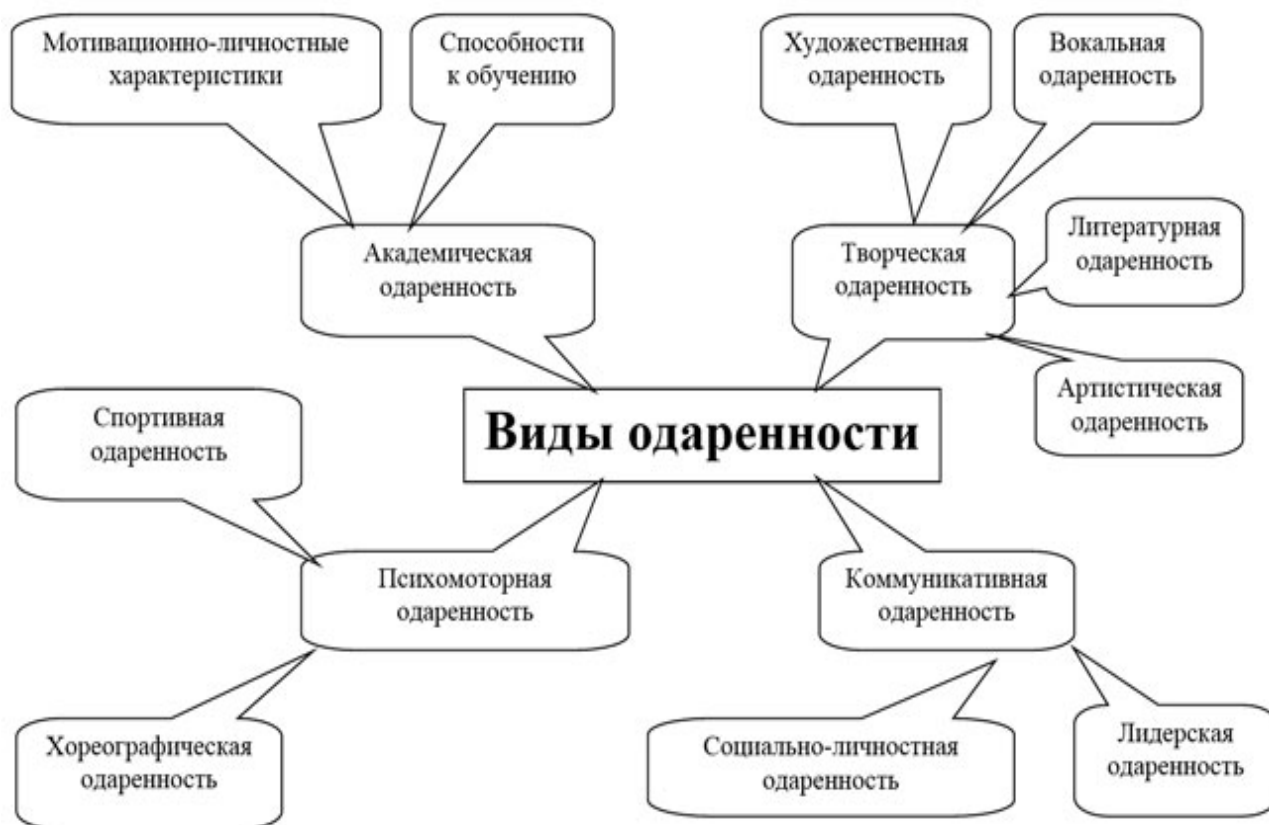 Мотивационно-личностные
характеристики
Способности
к обучению
Художественная
одаренность
Вокальная
одаренность
Академическая
одаренность
Творческая
одаренность
Литературная
одаренность
Артистическая
одаренность
Виды одаренности
Спортивная
одаренность
Психомоторная
одаренность
Коммуникативная
одаренность
Хореографическая
одаренность
Социально-личностная
одаренность
Лидерская
одаренность